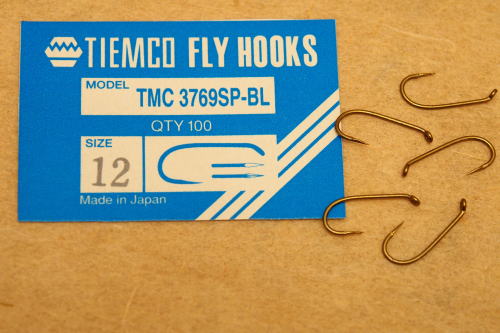 TIEMCO FLY HOOKS
MODEL TMC 3769SP-BL
QTY 100
SIZE
12
Made in Japan